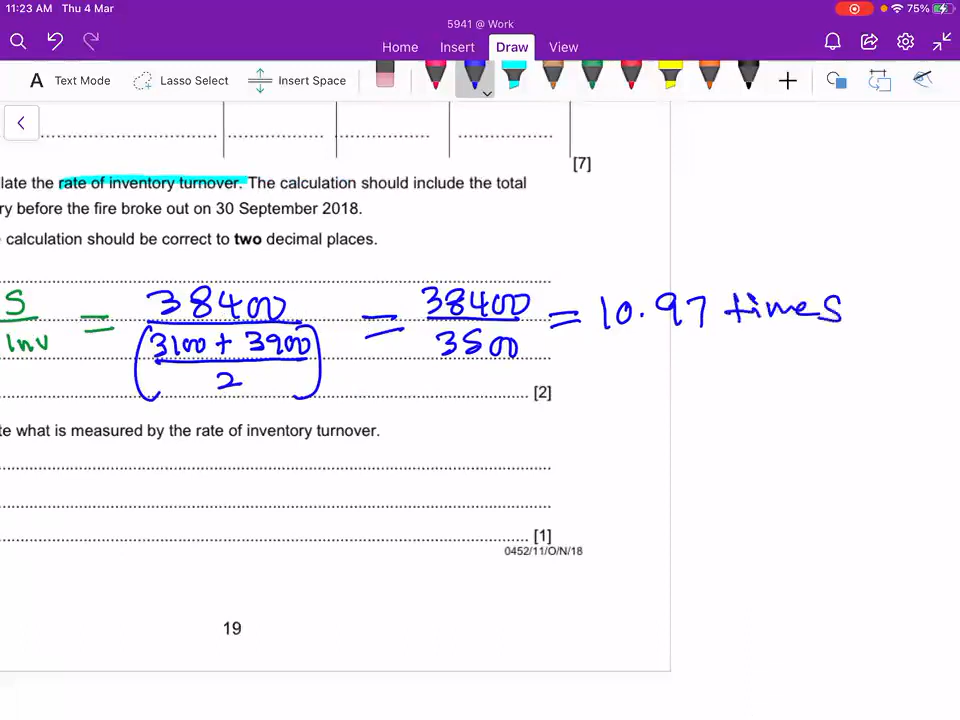 11:23 AM Thu 4 Mar 75%
5941 @ Work
Home Insert Draw View
A Text Mode Lasso Select Insert Space
[7]
late the rate of inventory turnover. The calculation should include the total
ry before the fire broke out on 30 September 2018.
calculation should be correct to two decimal places.
S / Inv = 38400 / ((3100 + 3900) / 2) = 38400 / 3500 = 10.97 times
[2]
te what is measured by the rate of inventory turnover.
[1]
0452/11/O/N/18
19